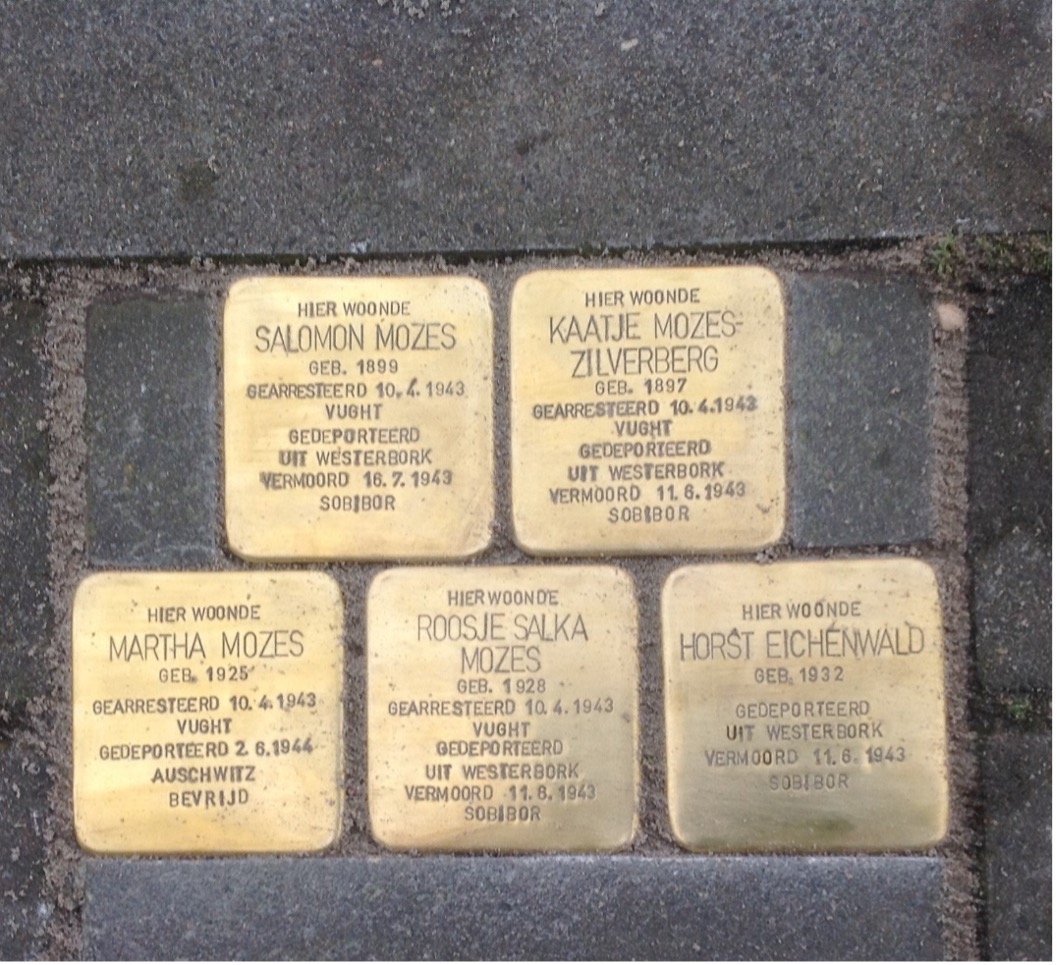 HIER WOONDE
SALOMON MOZES
GEB. 1899
GEARRESTEERD 10.4.1943
VUGHT
GEDEPORTEERD
UIT WESTERBORK
VERMOORD 16.7.1943
SOBIBOR
HIER WOONDE
KAATJE MOZES-
ZILVERBERG
GEB. 1897
GEARRESTEERD 10.4.1943
VUGHT
GEDEPORTEERD
UIT WESTERBORK
VERMOORD 11.6.1943
SOBIBOR
HIER WOONDE
MARTHA MOZES
GEB. 1925
GEARRESTEERD 10.4.1943
VUGHT
GEDEPORTEERD 2.6.1944
AUSCHWITZ
BEVRIJD
HIER WOONDE
ROOSJE SALKA
MOZES
GEB. 1928
GEARRESTEERD 10.4.1943
VUGHT
GEDEPORTEERD
UIT WESTERBORK
VERMOORD 11.6.1943
SOBIBOR
HIER WOONDE
HORST EICHENWALD
GEB. 1932
GEDEPORTEERD
UIT WESTERBORK
VERMOORD 11.6.1943
SOBIBOR